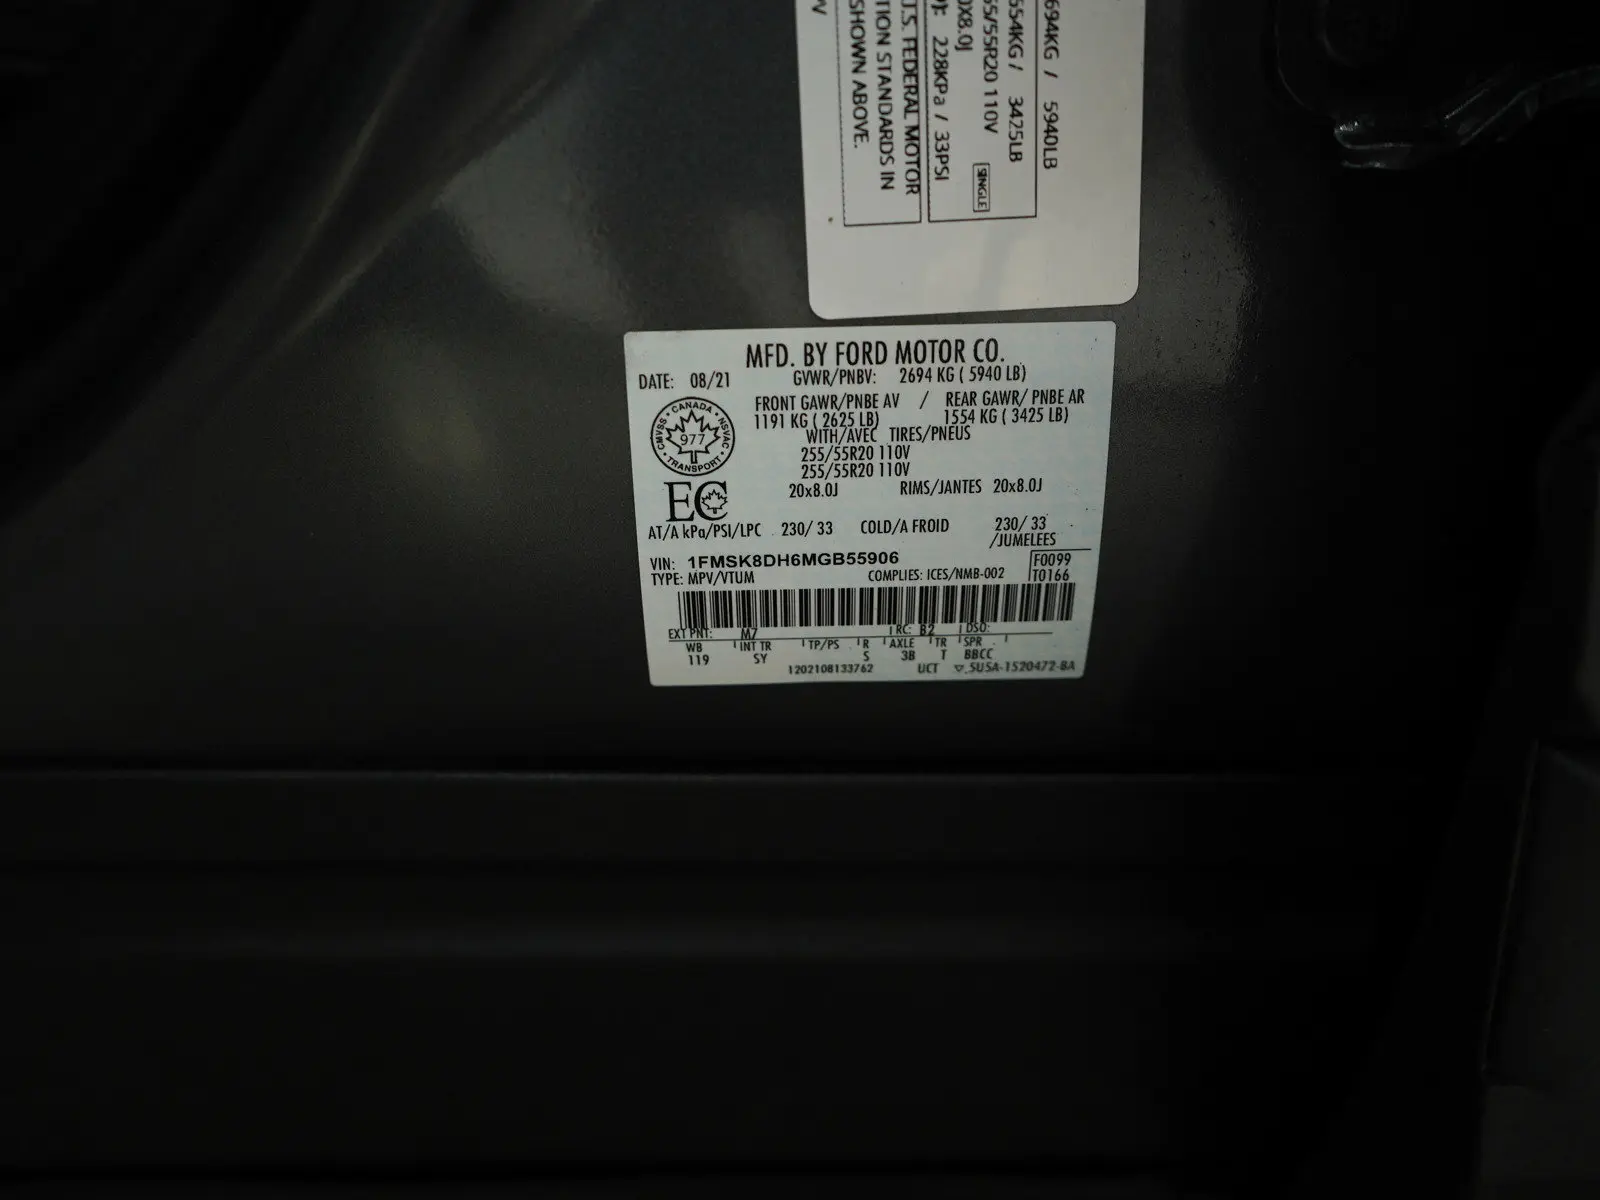 694KG / 5940LB
554KG / 3425LB
55/55R20 110V
0X8.0J
SINGLE
228KPa / 33PSI
U.S. FEDERAL MOTOR
TION STANDARDS IN
SHOWN ABOVE.
PV
MFD. BY FORD MOTOR CO.
DATE: 08/21 GVWR/PNBV: 2694 KG ( 5940 LB)
FRONT GAWR/PNBE AV / REAR GAWR/ PNBE AR
1191 KG ( 2625 LB) 1554 KG ( 3425 LB)
WITH/AVEC TIRES/PNEUS
255/55R20 110V
255/55R20 110V
CANADA
CMVSS 977 NSVAC
TRANSPORT
EC
20x8.0J RIMS/JANTES 20x8.0J
AT/A kPa/PSI/LPC 230/ 33 COLD/A FROID 230/ 33
/JUMELEES
VIN: 1FMSK8DH6MGB55906 F0099
TYPE: MPV/VTUM COMPLIES: ICES/NMB-002 T0166
EXT PNT: M7 RC: B2 DSO:
WB INT TR TP/PS R AXLE TR SPR
119 SY S 3B T BBCC
1202108133762 UCT 5U5A-1520472-BA